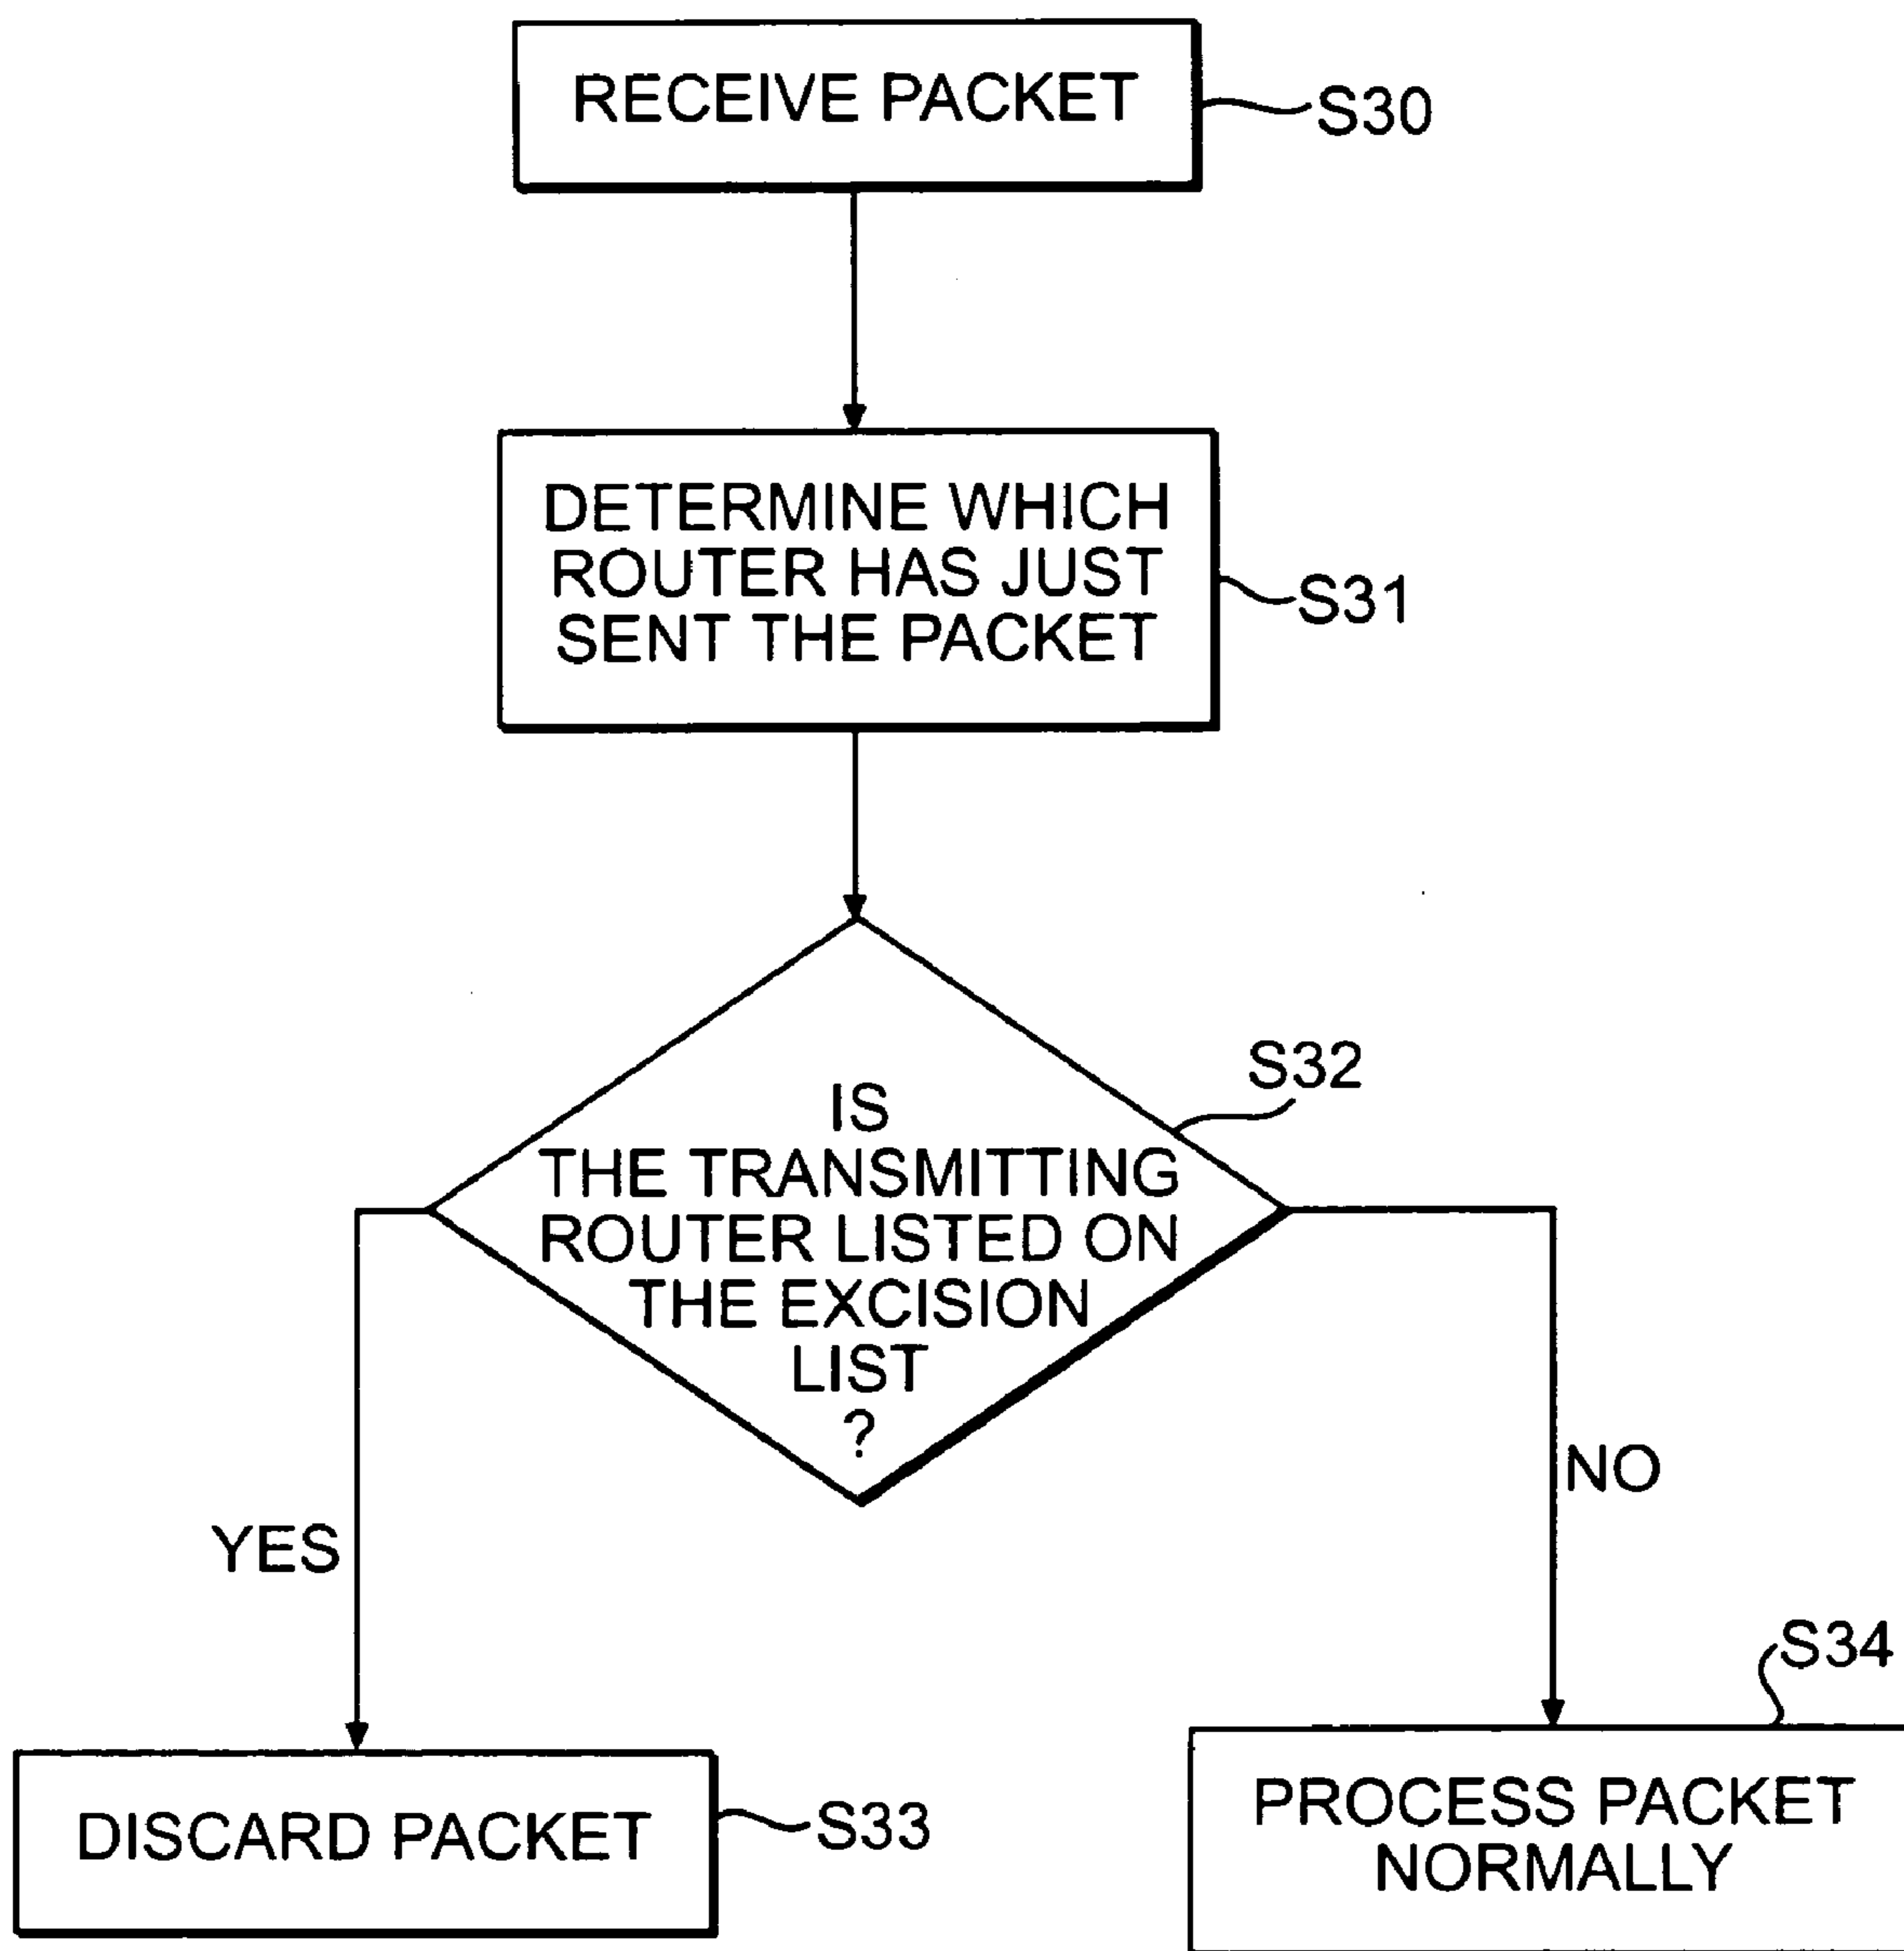 RECEIVE PACKET
S30
DETERMINE WHICH
ROUTER HAS JUST
SENT THE PACKET
S31
IS
THE TRANSMITTING
ROUTER LISTED ON
THE EXCISION
LIST
?
S32
YES
NO
DISCARD PACKET
S33
S34
PROCESS PACKET
NORMALLY